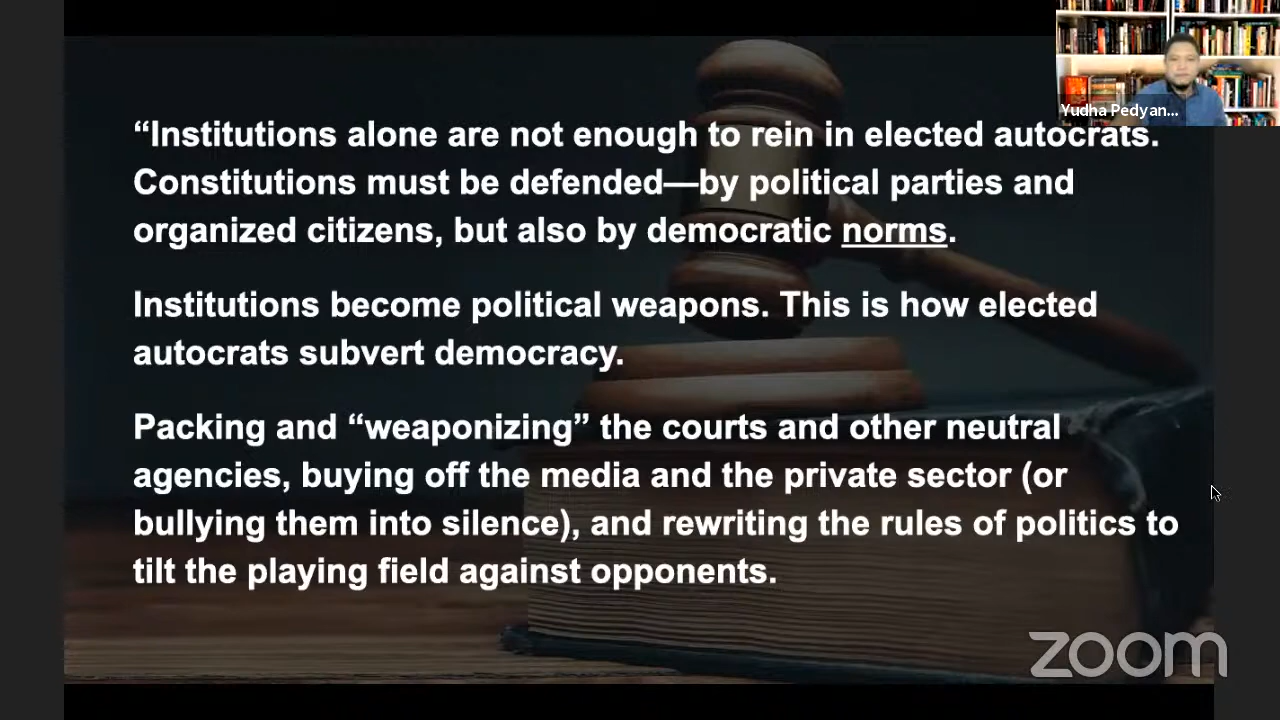 “Institutions alone are not enough to rein in elected autocrats.
Constitutions must be defended—by political parties and
organized citizens, but also by democratic norms.
Institutions become political weapons. This is how elected
autocrats subvert democracy.
Packing and “weaponizing” the courts and other neutral
agencies, buying off the media and the private sector (or
bullying them into silence), and rewriting the rules of politics to
tilt the playing field against opponents.
Yudha Pedyan...
zoom